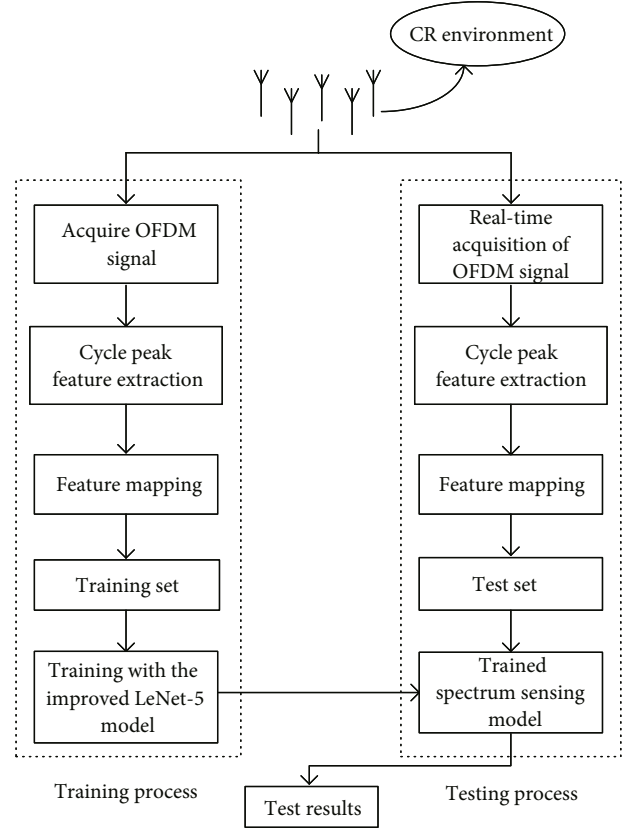 CR environment
Acquire OFDM
signal
Cycle peak
feature extraction
Feature mapping
Training set
Training with the
improved LeNet-5
model
Training process
Real-time
acquisition of
OFDM signal
Cycle peak
feature extraction
Feature mapping
Test set
Trained
spectrum sensing
model
Testing process
Test results